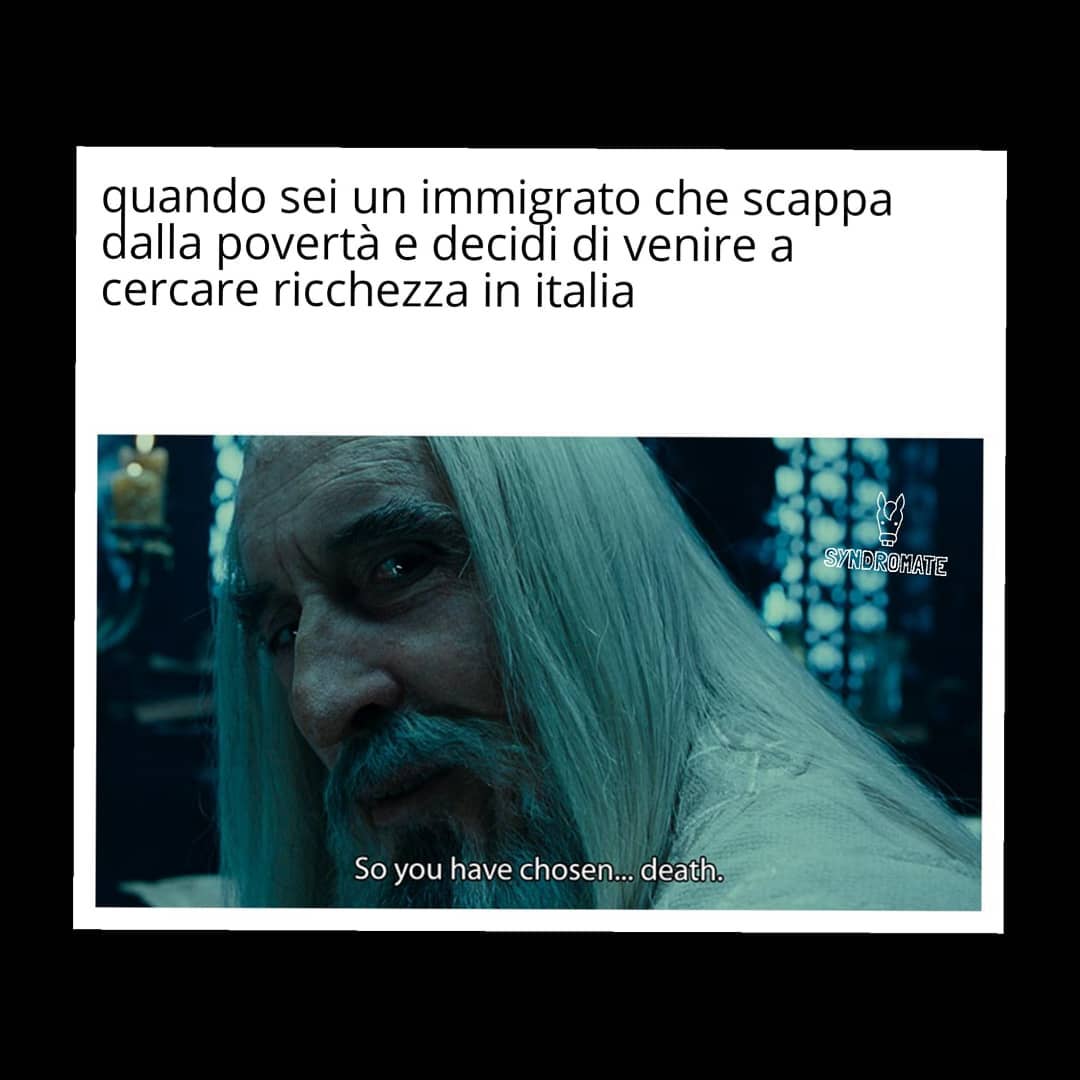 quando sei un immigrato che scappa
dalla povertà e decidi di venire a
cercare ricchezza in italia
SYNDROMATE
So you have chosen... death.